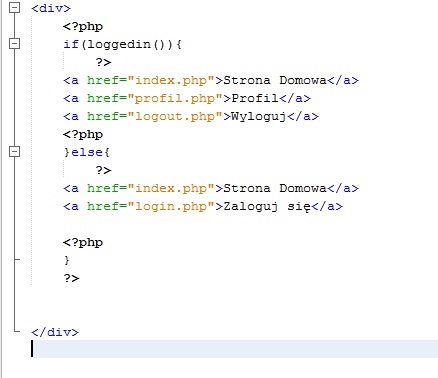 <div>
<?php
if(loggedin()){
?>
<a href="index.php">Strona Domowa</a>
<a href="profil.php">Profil</a>
<a href="logout.php">Wyloguj</a>
<?php
}else{
?>
<a href="index.php">Strona Domowa</a>
<a href="login.php">Zaloguj się</a>
<?php
}
?>
</div>